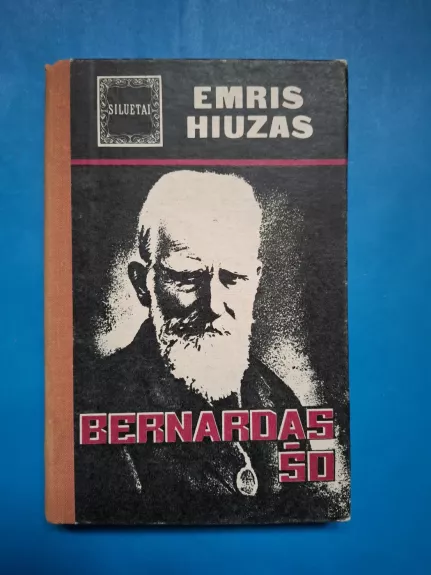 SILUETAI
EMRIS
HIUZAS
BERNARDAS
ŠO